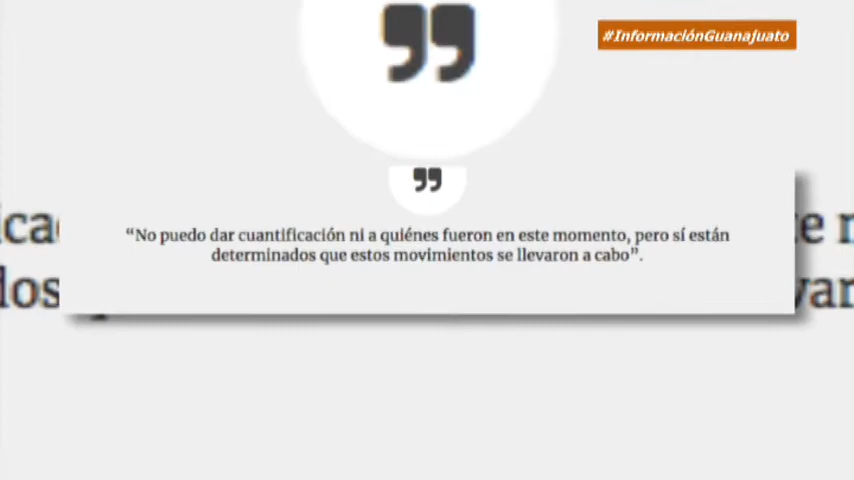 #InformaciónGuanajuato
“No puedo dar cuantificación ni a quiénes fueron en este momento, pero sí están
determinados que estos movimientos se llevaron a cabo”.